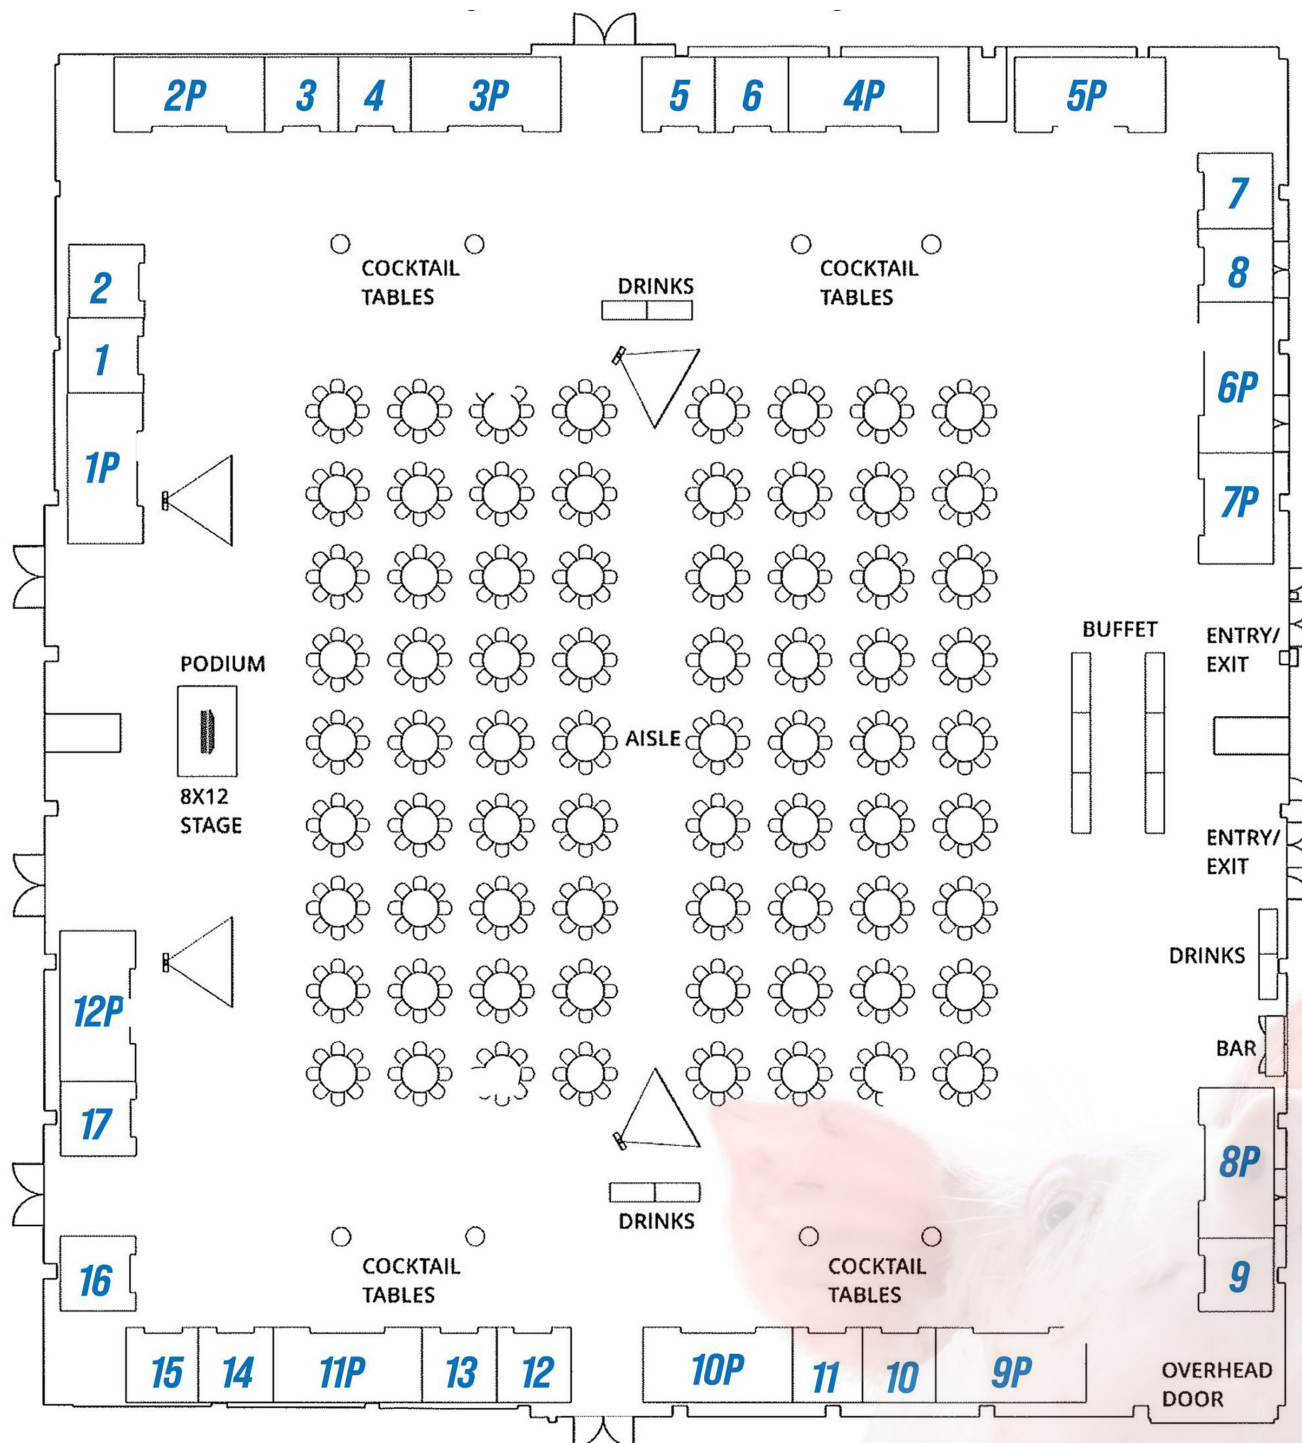 2P
3
4
3P
5
6
4P
5P
7
2
8
COCKTAIL
TABLES
DRINKS
COCKTAIL
TABLES
1
6P
1P
7P
BUFFET
ENTRY/
EXIT
PODIUM
AISLE
8X12
STAGE
ENTRY/
EXIT
DRINKS
12P
BAR
17
8P
DRINKS
COCKTAIL
TABLES
COCKTAIL
TABLES
16
9
15
14
11P
13
12
10P
11
10
9P
OVERHEAD
DOOR